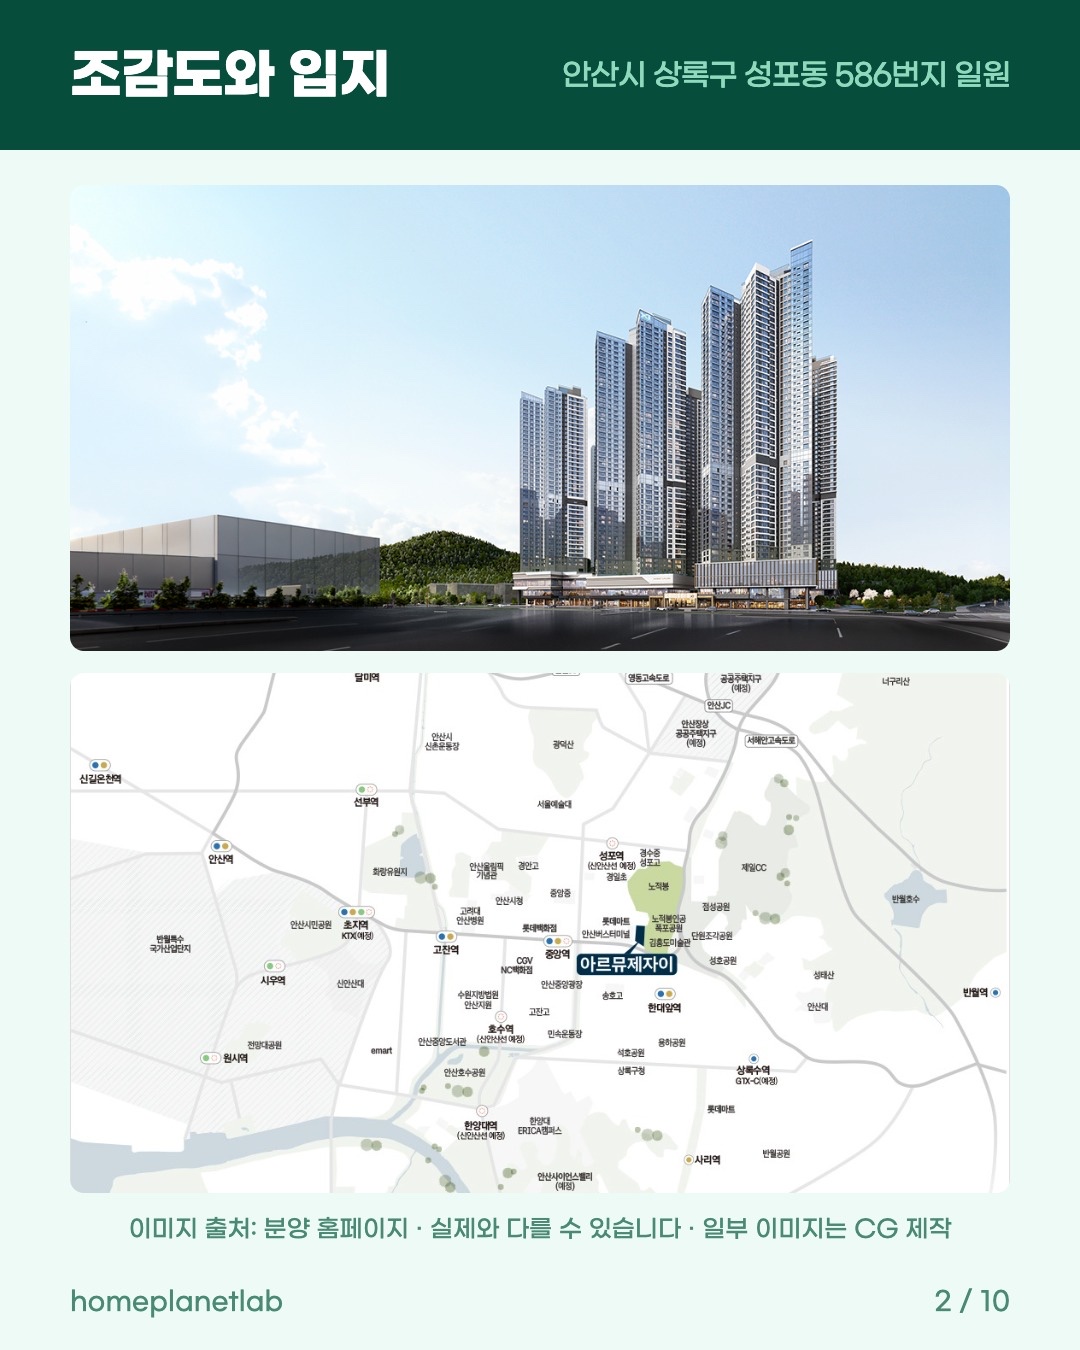 조감도와 입지
안산시 상록구 성포동 586번지 일원
달미역
영동고속도로
공공주택지구
(예정)
너구리산
안산JC
안산장상
공공주택지구
(예정)
서해안고속도로
안산시
신촌운동장
광덕산
신길온천역
선부역
서울예술대
안산역
성포역
(신안산선 예정)
경일초
경수중
성포고
화랑유원지
안산올림픽
기념관
경안고
제일CC
노적봉
중앙중
안산시청
반월호수
점성공원
고려대
안산병원
초지역
KTX(예정)
안산시민공원
롯데백화점
롯데마트
안산버스터미널
노적봉인공
폭포공원
김홍도미술관
단원조각공원
반월특수
국가산업단지
고잔역
중앙역
아르뮤제자이
CGV
NC백화점
성호공원
시우역
신안산대
안산중앙광장
성태산
수원지방법원
안산지원
송호고
한대앞역
반월역
안산대
고잔고
호수역
(신안산선 예정)
민속운동장
안산중앙도서관
용하공원
전망대공원
원시역
emart
석호공원
상록구청
상록수역
GTX-C(예정)
안산호수공원
롯데마트
한양대역
(신안산선 예정)
한양대
ERICA캠퍼스
사리역
반월공원
안산사이언스밸리
(예정)
이미지 출처: 분양 홈페이지 · 실제와 다를 수 있습니다 · 일부 이미지는 CG 제작
homeplanetlab
2 / 10